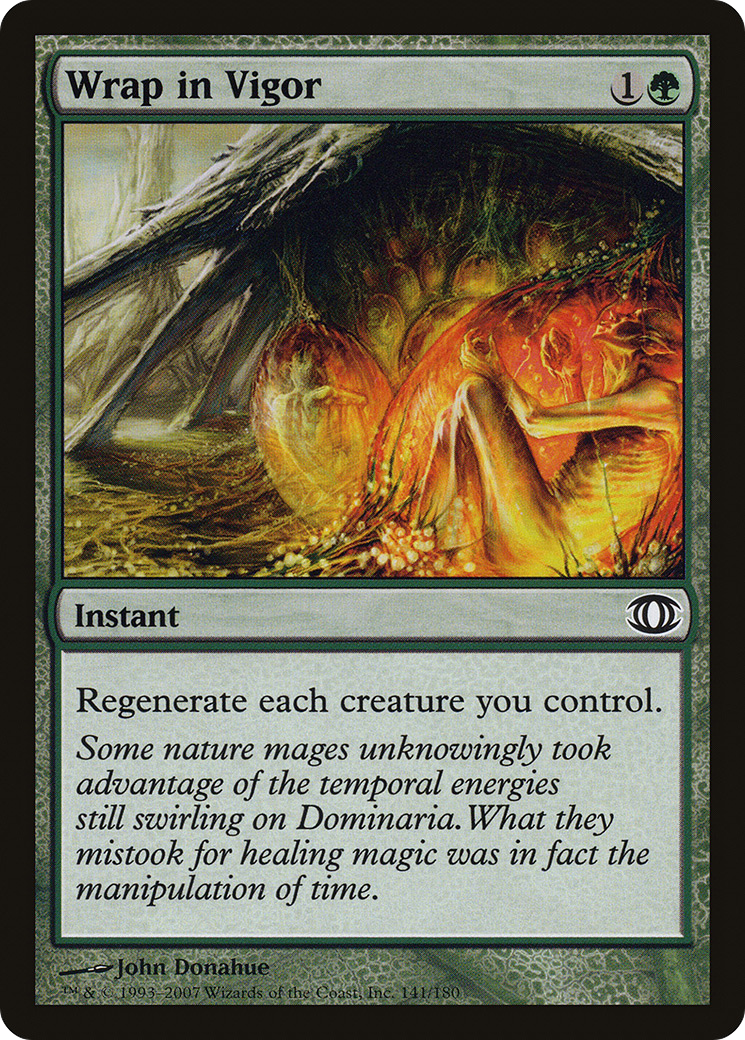 Wrap in Vigor 1
Instant
Regenerate each creature you control.
Some nature mages unknowingly took
advantage of the temporal energies
still swirling on Dominaria. What they
mistook for healing magic was in fact the
manipulation of time.
John Donahue
™ & © 1993–2007 Wizards of the Coast, Inc. 141/180